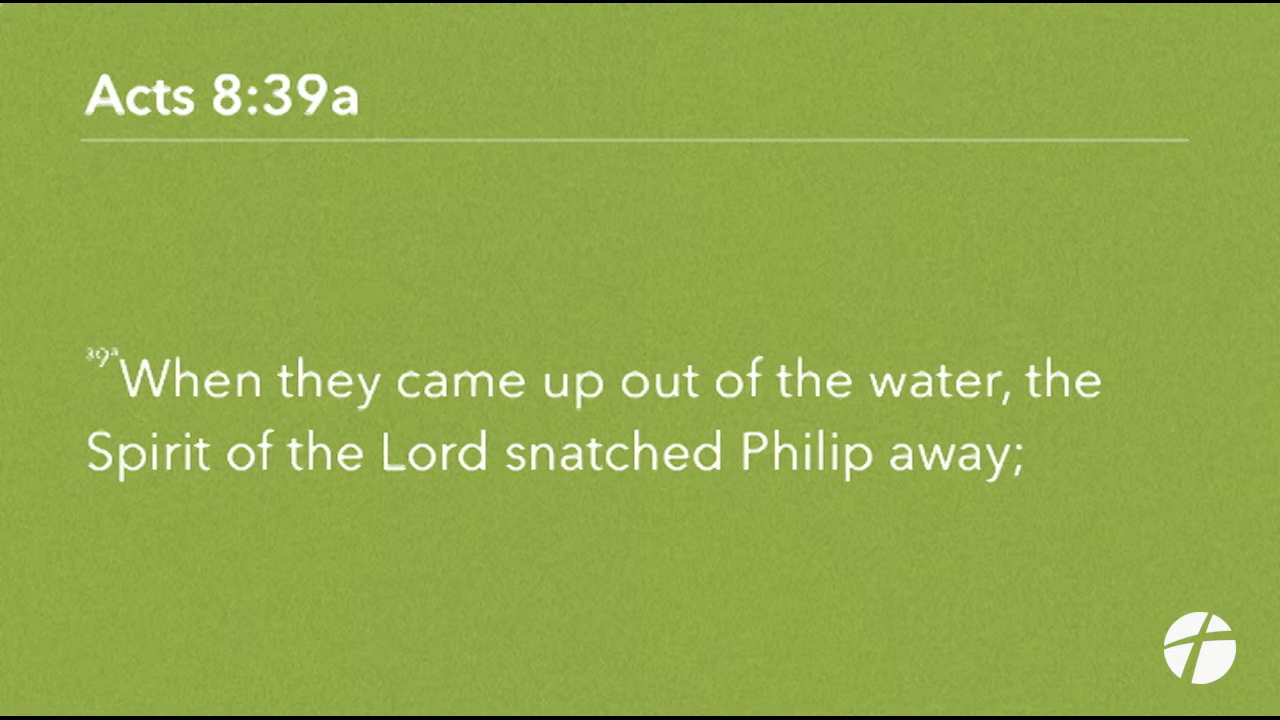 Acts 8:39a
39a When they came up out of the water, the
Spirit of the Lord snatched Philip away;